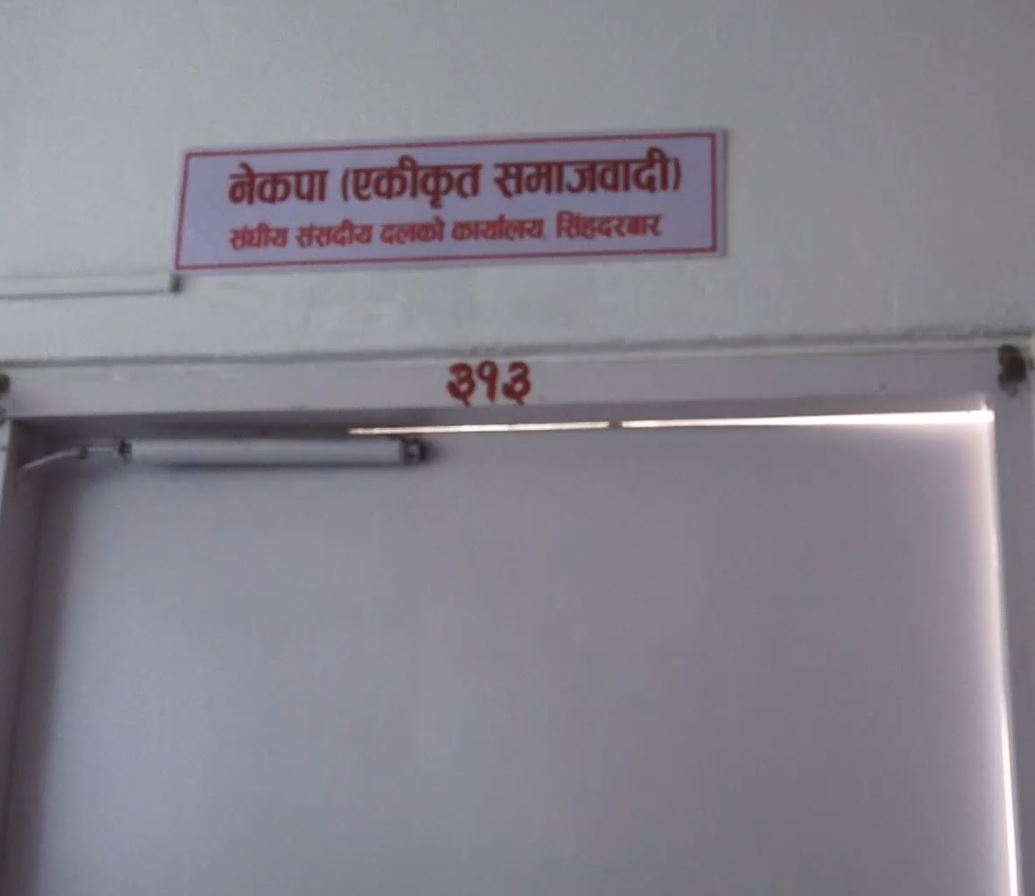 नेकपा (एकीकृत समाजवादी)
संघीय संसदीय दलको कार्यालय, सिंहदरबार
३१३